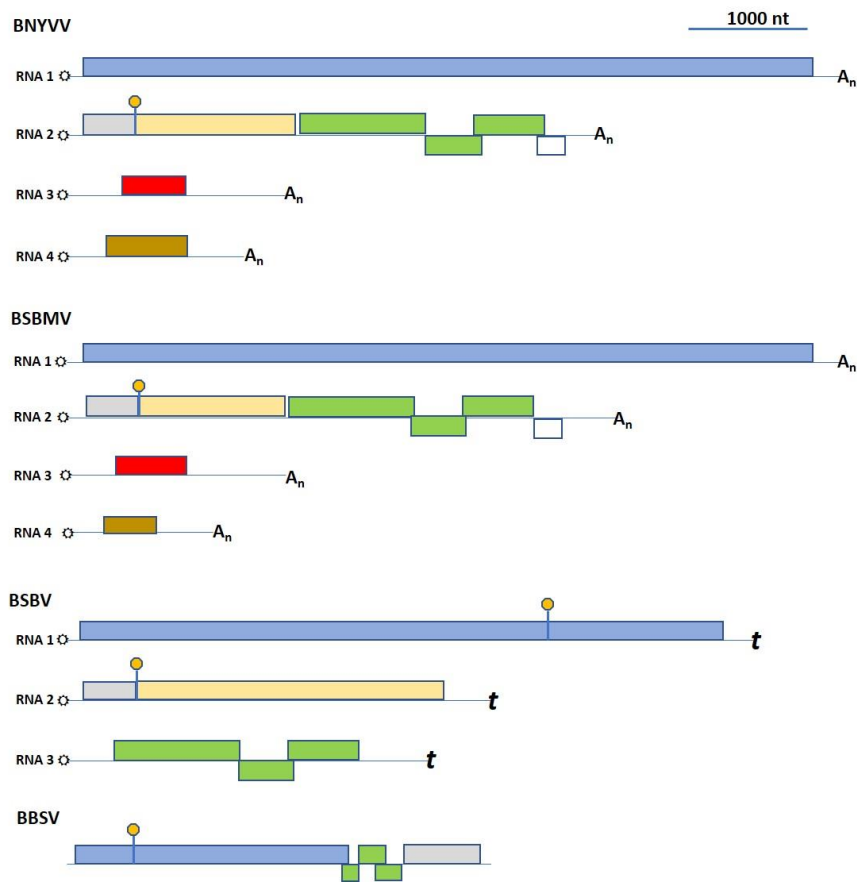 BNYVV
1000 nt
RNA 1
An
RNA 2
An
RNA 3
An
RNA 4
An
BSBMV
RNA 1
An
RNA 2
An
RNA 3
An
RNA 4
An
BSBV
RNA 1
t
RNA 2
t
RNA 3
t
BBSV